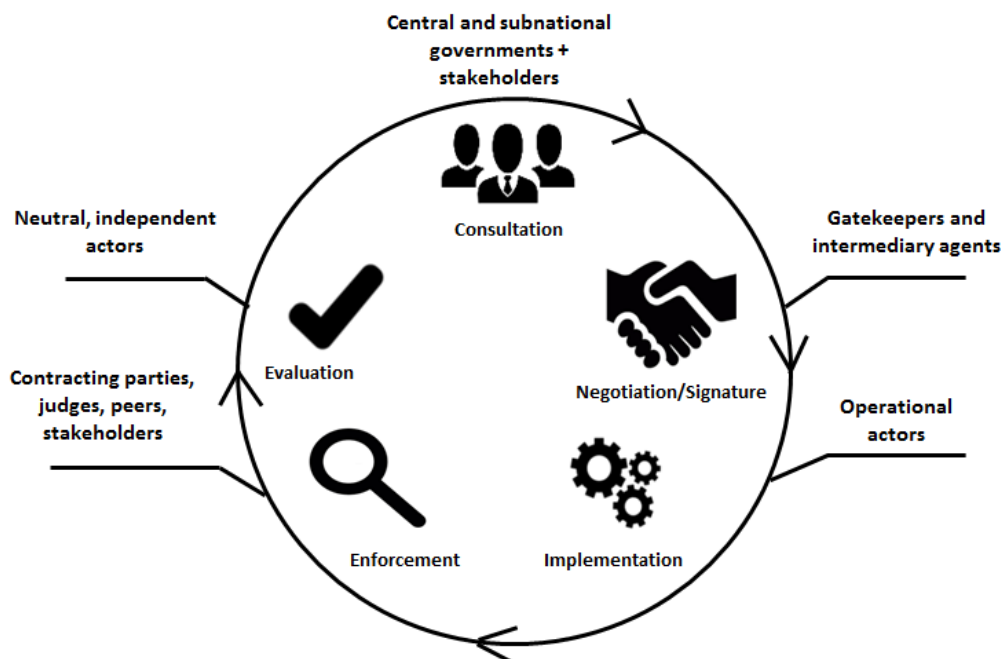 Central and subnational
governments +
stakeholders
Consultation
Neutral, independent
actors
Gatekeepers and
intermediary agents
Evaluation
Negotiation/Signature
Contracting parties,
judges, peers,
stakeholders
Operational
actors
Enforcement
Implementation